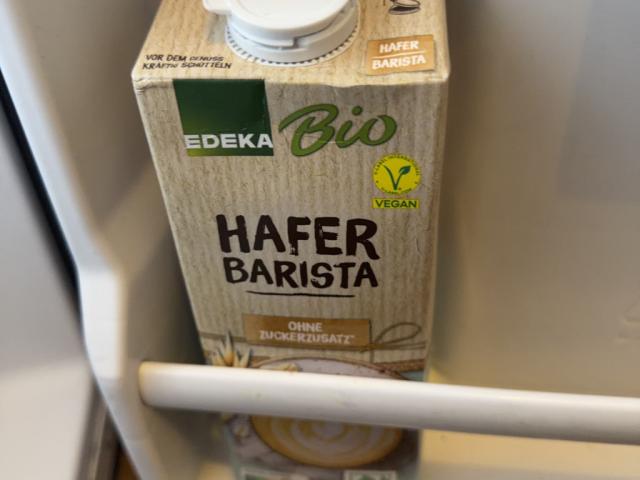 VOR DEM GENUSS
KRÄFTIG SCHÜTTELN
HAFER
BARISTA
EDEKA Bio
VEGAN
HAFER
BARISTA
OHNE
ZUCKERZUSATZ*